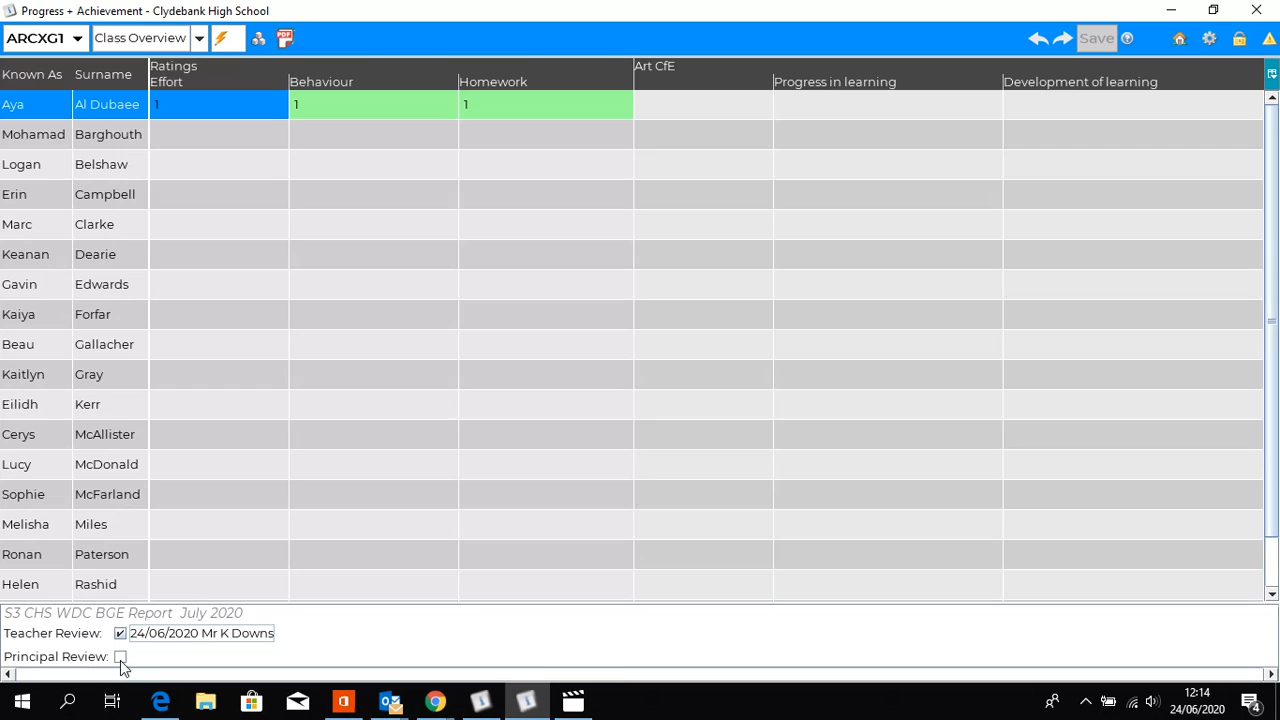 Progress + Achievement - Clydebank High School
ARCXG1 Class Overview PDF Save
Ratings Art CfE
Known As Surname Effort Behaviour Homework Progress in learning Development of learning
Aya Al Dubaee 1 1 1
Mohamad Barghouth
Logan Belshaw
Erin Campbell
Marc Clarke
Keanan Dearie
Gavin Edwards
Kaiya Forfar
Beau Gallacher
Kaitlyn Gray
Eilidh Kerr
Cerys McAllister
Lucy McDonald
Sophie McFarland
Melisha Miles
Ronan Paterson
Helen Rashid
S3 CHS WDC BGE Report July 2020
Teacher Review: 24/06/2020 Mr K Downs
Principal Review:
12:14
24/06/2020 4